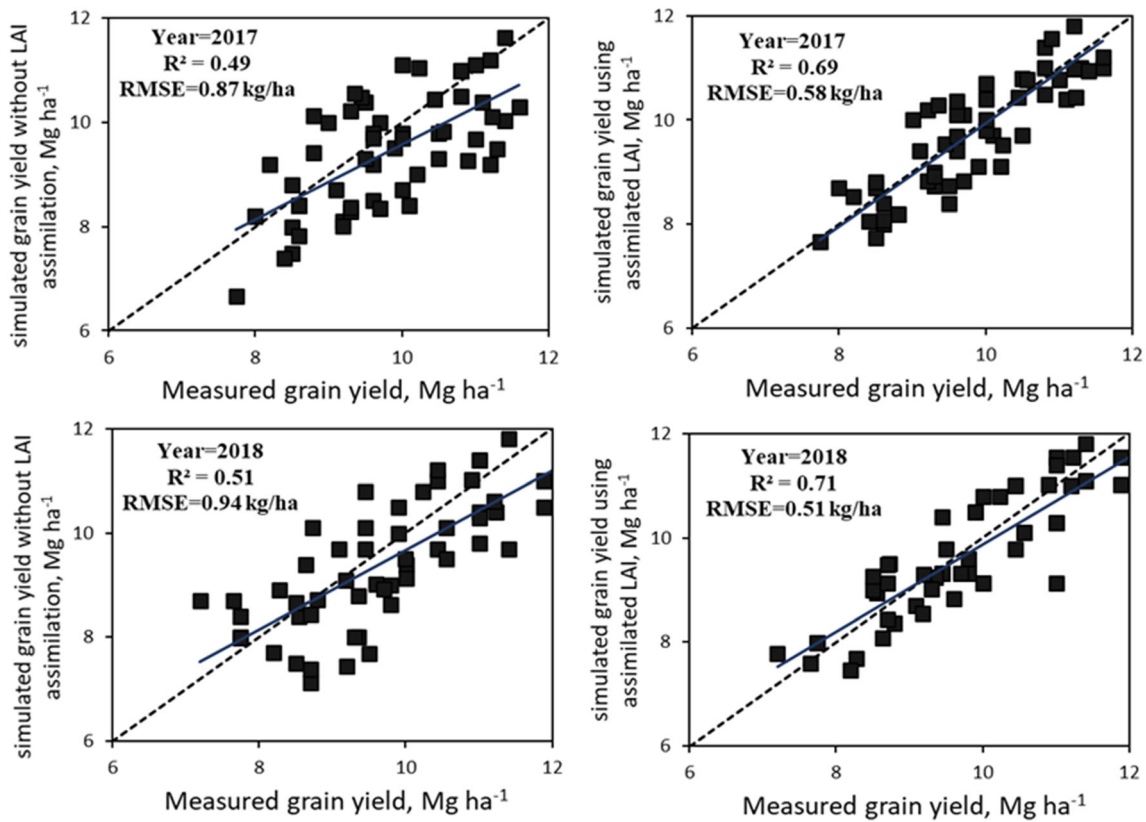 simulated grain yield without LAI
assimilation, Mg ha-1
12
10
8
6
Year=2017
R² = 0.49
RMSE=0.87 kg/ha
6
8
10
12
Measured grain yield, Mg ha-1
simulated grain yield using
assimilated LAI, Mg ha-1
12
10
8
6
Year=2017
R² = 0.69
RMSE=0.58 kg/ha
6
8
10
12
Measured grain yield, Mg ha-1
simulated grain yield without LAI
assimilation, Mg ha-1
12
10
8
6
Year=2018
R² = 0.51
RMSE=0.94 kg/ha
6
8
10
12
Measured grain yield, Mg ha-1
simulated grain yield using
assimilated LAI, Mg ha-1
12
10
8
6
Year=2018
R² = 0.71
RMSE=0.51 kg/ha
6
8
10
12
Measured grain yield, Mg ha-1